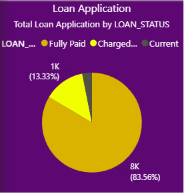 Loan Application
Total Loan Application by LOAN_STATUS
LOAN_... Fully Paid Charged... Current
1K
(13.33%)
8K
(83.56%)